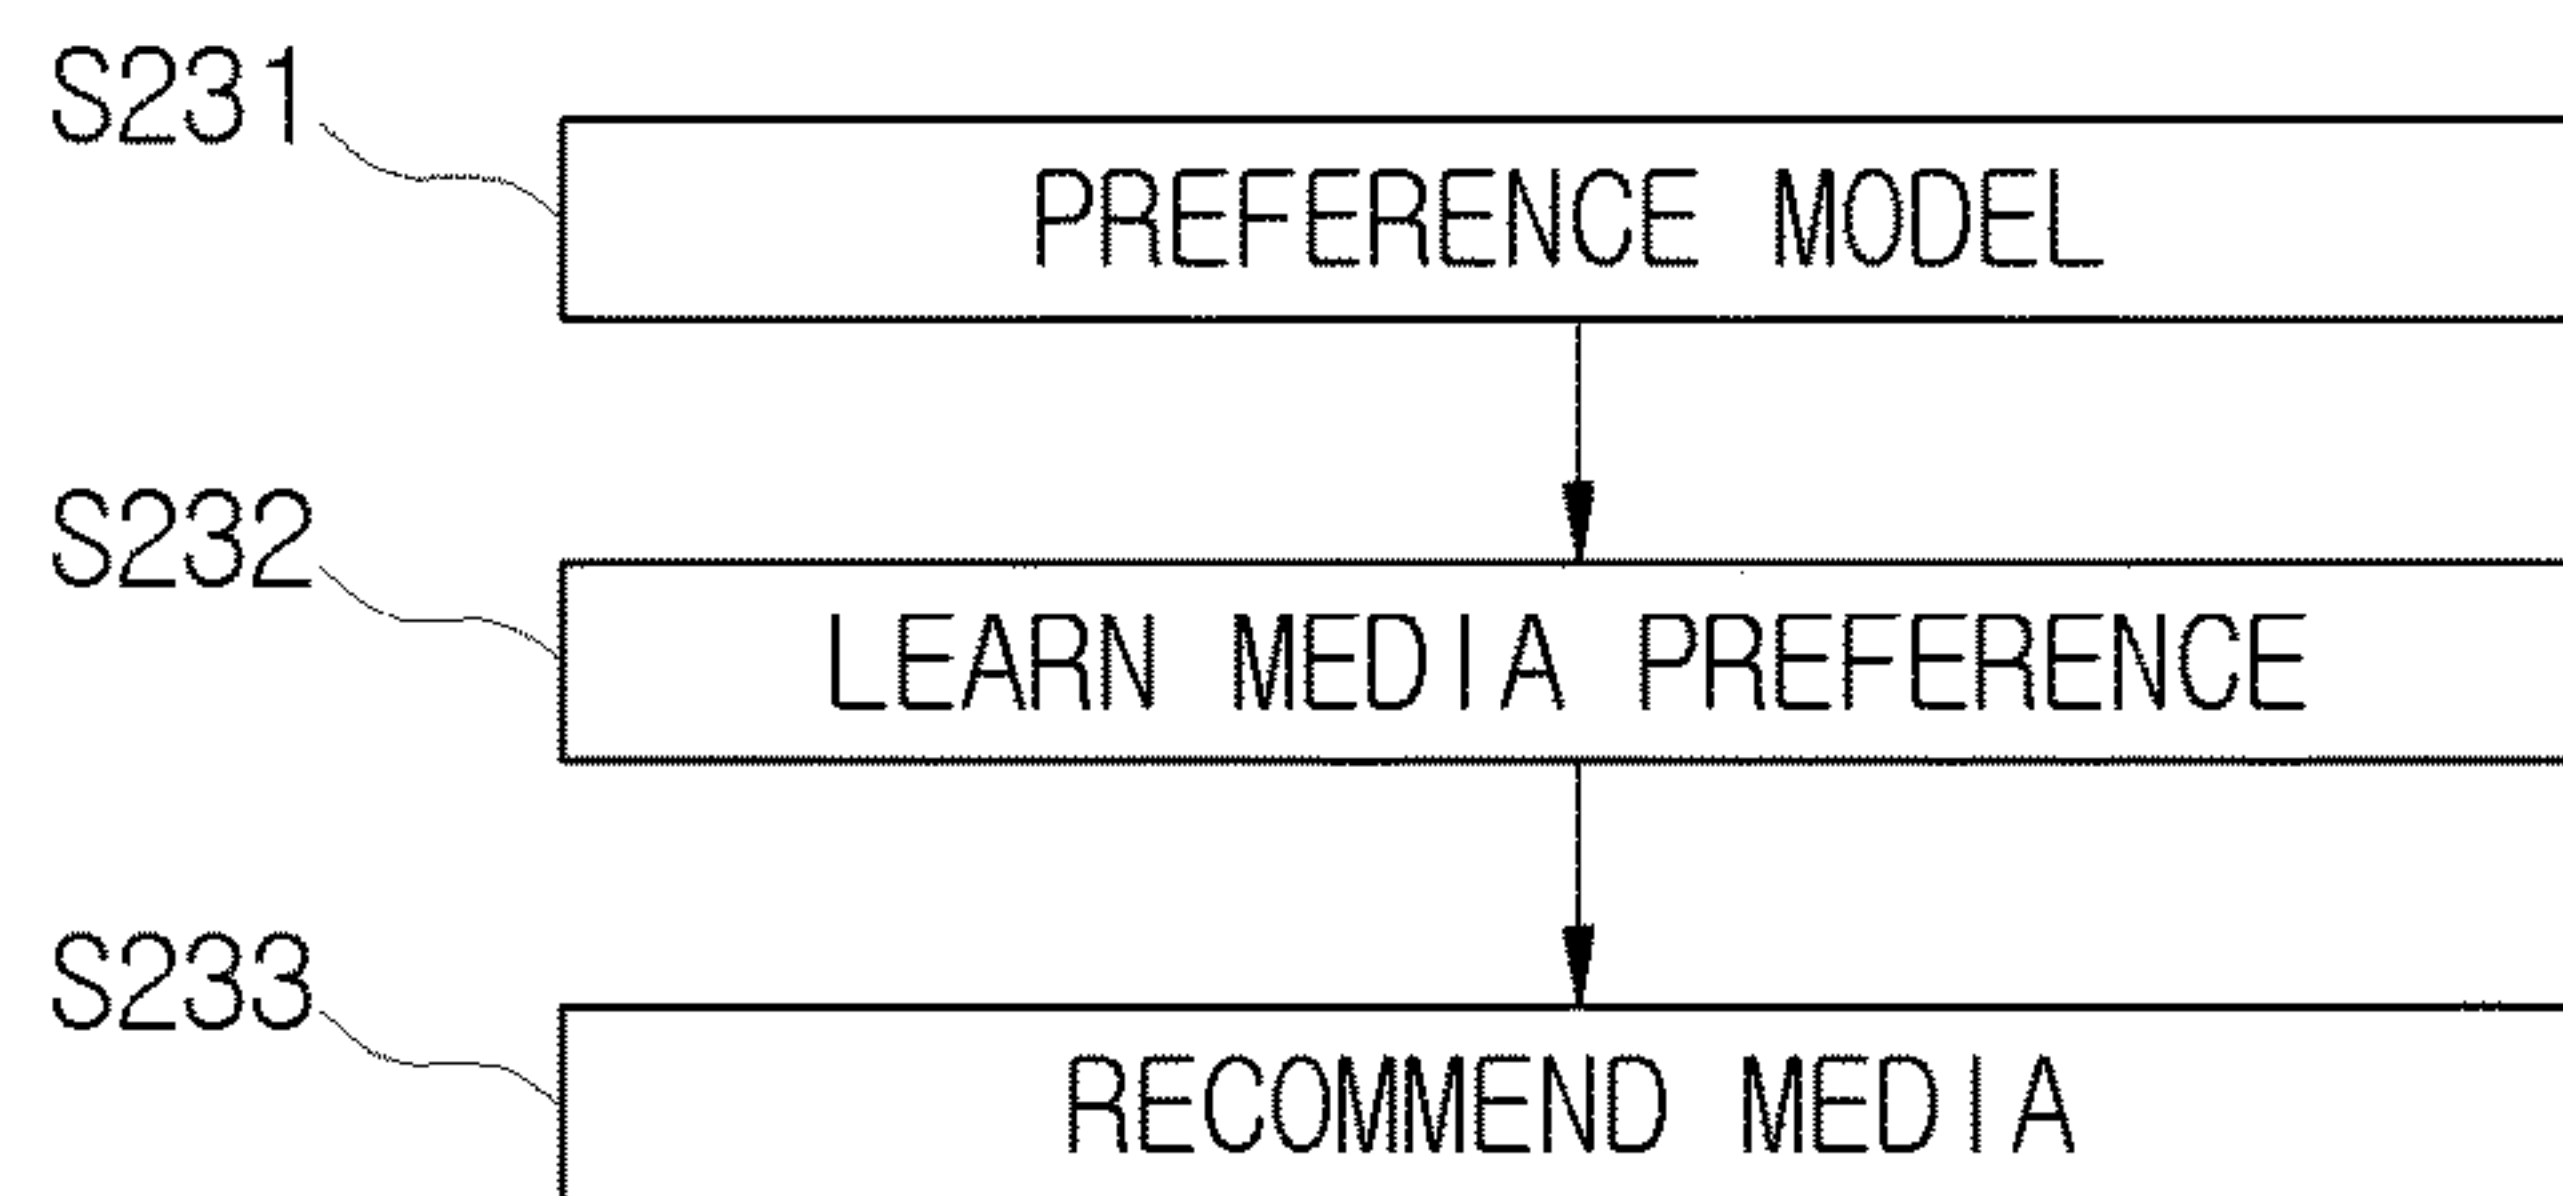 S231
PREFERENCE MODEL
S232
LEARN MEDIA PREFERENCE
S233
RECOMMEND MEDIA